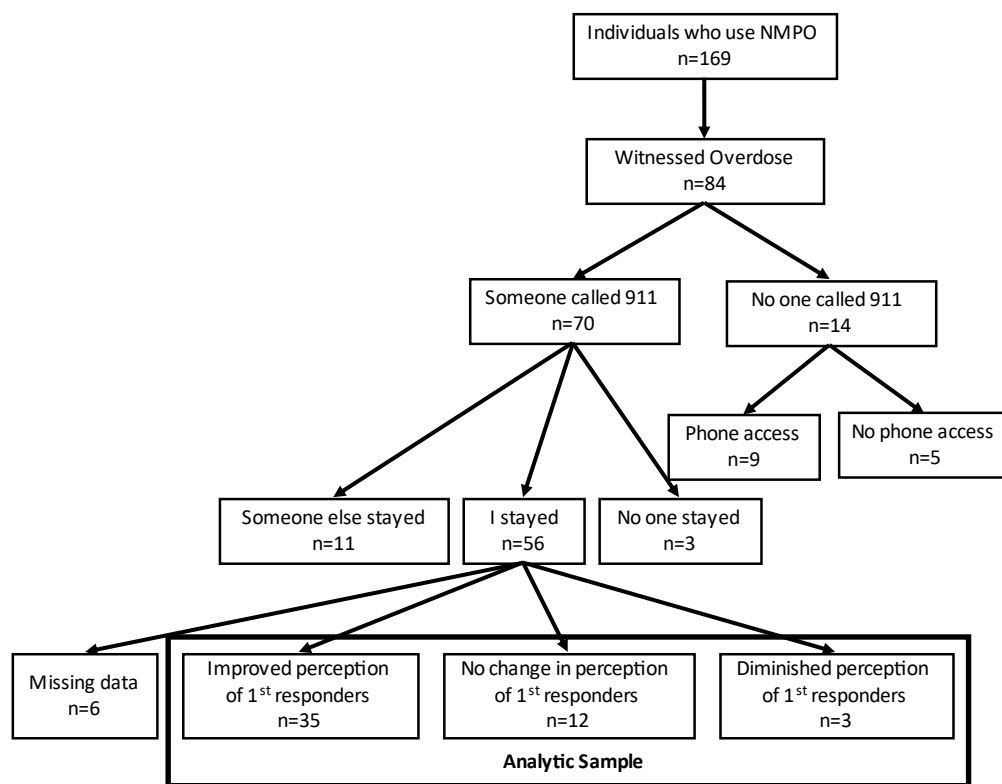 Individuals who use NMPO
n=169
Witnessed Overdose
n=84
Someone called 911
n=70
No one called 911
n=14
Phone access
n=9
No phone access
n=5
Someone else stayed
n=11
I stayed
n=56
No one stayed
n=3
Missing data
n=6
Improved perception
of 1st responders
n=35
No change in perception
of 1st responders
n=12
Diminished perception
of 1st responders
n=3
Analytic Sample